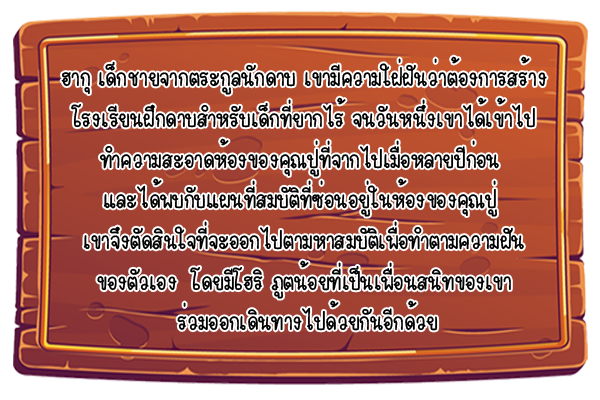 ฮากุ เด็กชายจากตระกูลนักดาบ เขามีความใฝ่ฝันว่าต้องการสร้าง
โรงเรียนฝึกดาบสำหรับเด็กที่ยากไร้ จนวันหนึ่งเขาได้เข้าไป
ทำความสะอาดห้องของคุณปู่ที่จากไปเมื่อหลายปีก่อน
และได้พบกับแผนที่สมบัติที่ซ่อนอยู่ในห้องของคุณปู่
เขาจึงตัดสินใจที่จะออกไปตามหาสมบัติเพื่อทำตามความฝัน
ของตัวเอง โดยมีโฮริ ภูตน้อยที่เป็นเพื่อนสนิทของเขา
ร่วมออกเดินทางไปด้วยกันอีกด้วย